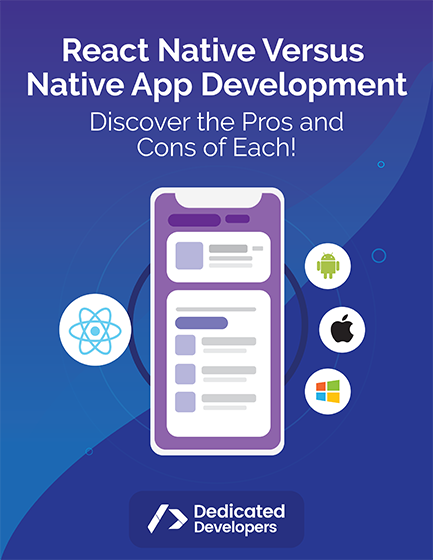 React Native Versus
Native App Development
Discover the Pros and
Cons of Each!
Dedicated
Developers